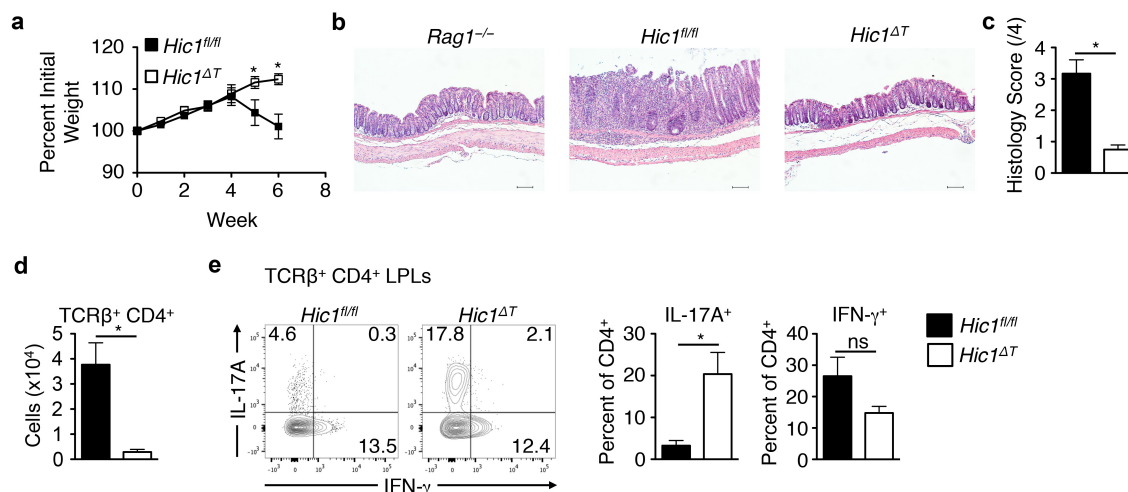 a
Hic1fl/fl
Hic1ΔT
Percent Initial
Weight
120
110
100
90
* *
0 2 4 6 8
Week
b
Rag1–/–
Hic1fl/fl
Hic1ΔT
c
Histology Score (/4)
4
3
2
1
0
*
d
TCRβ+ CD4+
Cells (x104)
5
4
3
2
1
0
*
e
TCRβ+ CD4+ LPLs
Hic1fl/fl
Hic1ΔT
4.6 0.3
13.5
17.8 2.1
12.4
IL-17A
IFN-γ
IL-17A+
Percent of CD4+
30
20
10
0
*
IFN-γ+
Percent of CD4+
40
30
20
10
0
ns
Hic1fl/fl
Hic1ΔT